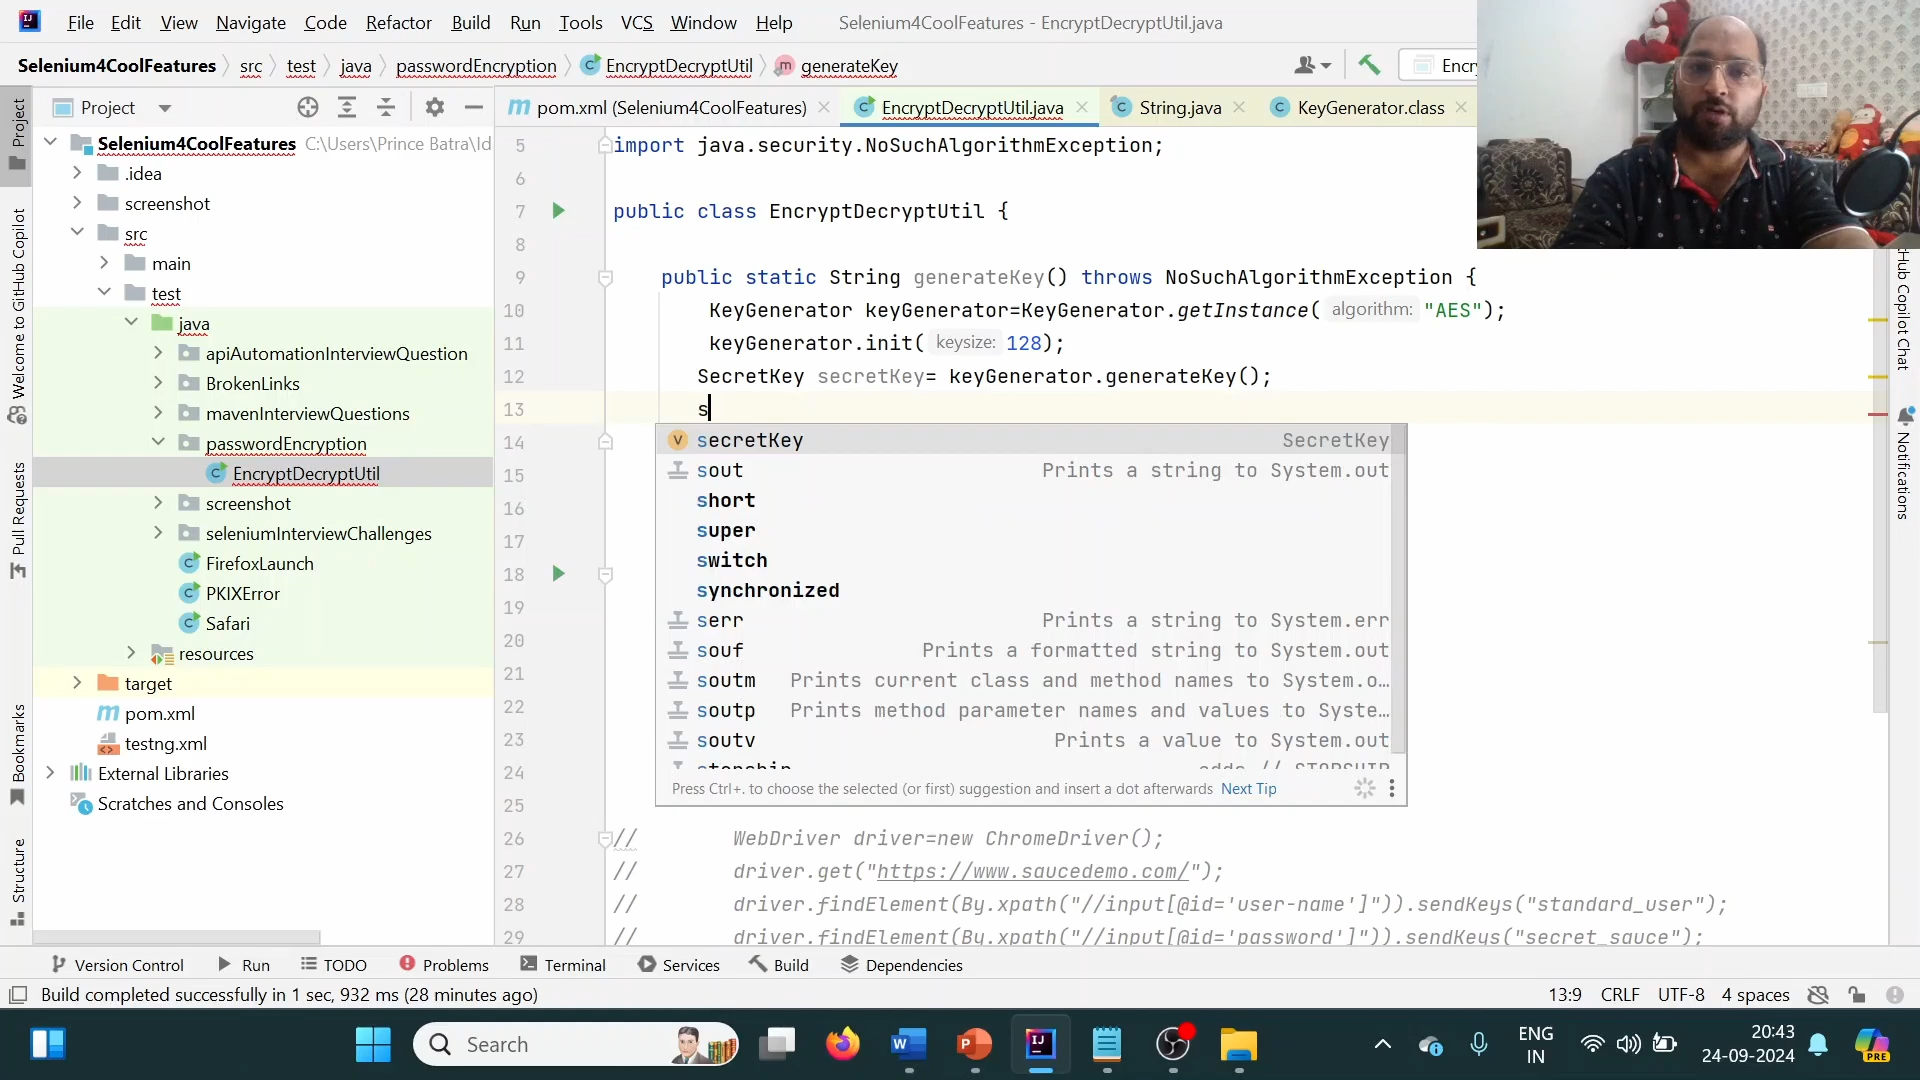 File Edit View Navigate Code Refactor Build Run Tools VCS Window Help Selenium4CoolFeatures - EncryptDecryptUtil.java
Selenium4CoolFeatures src test java passwordEncryption EncryptDecryptUtil generateKey Encry
Project
pom.xml (Selenium4CoolFeatures) EncryptDecryptUtil.java String.java KeyGenerator.class
Selenium4CoolFeatures C:\Users\Prince Batra\Id
.idea
screenshot
src
main
test
java
apiAutomationInterviewQuestion
BrokenLinks
mavenInterviewQuestions
passwordEncryption
EncryptDecryptUtil
screenshot
seleniumInterviewChallenges
FirefoxLaunch
PKIXError
Safari
resources
target
pom.xml
testng.xml
External Libraries
Scratches and Consoles
Project
Welcome to GitHub Copilot
Pull Requests
Bookmarks
Structure
5 import java.security.NoSuchAlgorithmException;
6
7 public class EncryptDecryptUtil {
8
9 public static String generateKey() throws NoSuchAlgorithmException {
10 KeyGenerator keyGenerator=KeyGenerator.getInstance( algorithm: "AES");
11 keyGenerator.init( keysize: 128);
12 SecretKey secretKey= keyGenerator.generateKey();
13 s
14
15
16
17
18
19
20
21
22
23
24
25
secretKey SecretKey
sout Prints a string to System.out
short
super
switch
synchronized
serr Prints a string to System.err
souf Prints a formatted string to System.out
soutm Prints current class and method names to System.o…
soutp Prints method parameter names and values to Syste…
soutv Prints a value to System.out
Press Ctrl+. to choose the selected (or first) suggestion and insert a dot afterwards Next Tip
26 // WebDriver driver=new ChromeDriver();
27 // driver.get("https://www.saucedemo.com/");
28 // driver.findElement(By.xpath("//input[@id='user-name']")).sendKeys("standard_user");
29 // driver.findElement(By.xpath("//input[@id='password']")).sendKeys("secret_sauce");
Hub Copilot Chat
Notifications
Version Control Run TODO Problems Terminal Services Build Dependencies
Build completed successfully in 1 sec, 932 ms (28 minutes ago) 13:9 CRLF UTF-8 4 spaces
Search
ENG
IN
20:43
24-09-2024
PRE